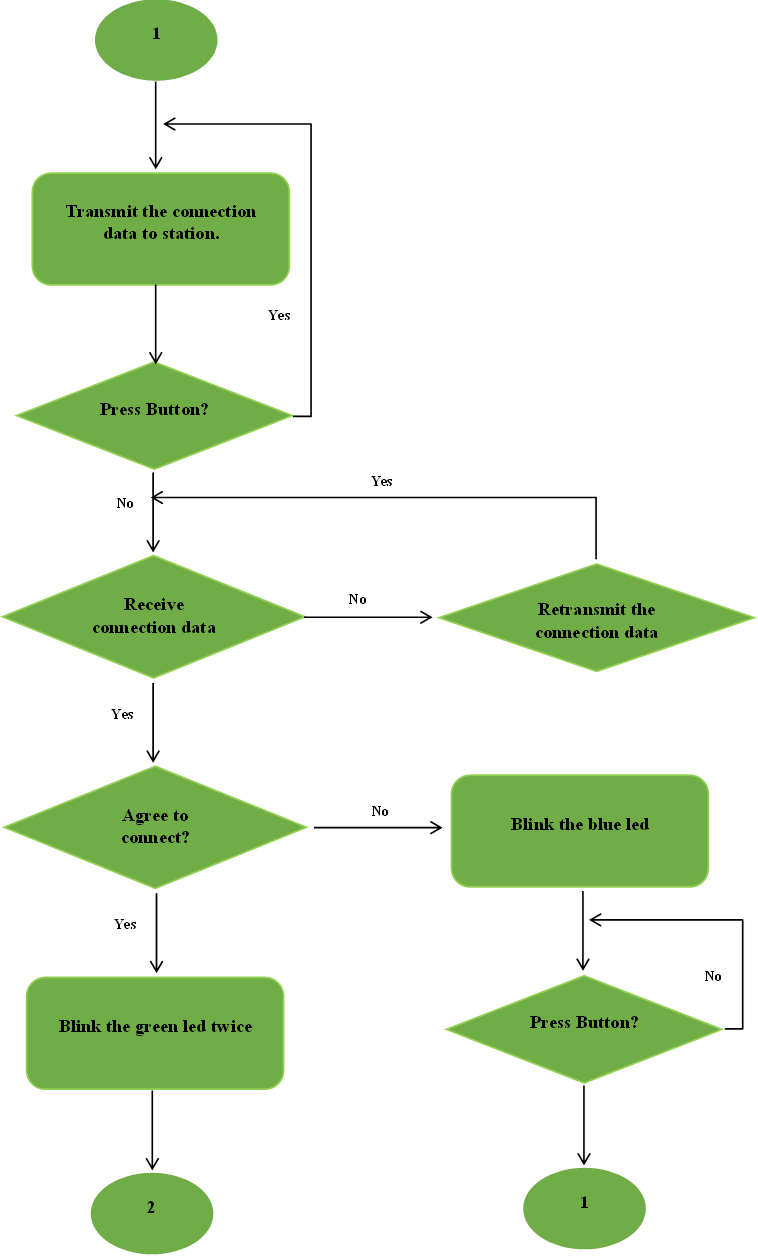 1
Transmit the connection
data to station.
Yes
Press Button?
Yes
No
Receive
connection data
No
Retransmit the
connection data
Yes
Agree to
connect?
No
Blink the blue led
Yes
No
Blink the green led twice
Press Button?
2
1